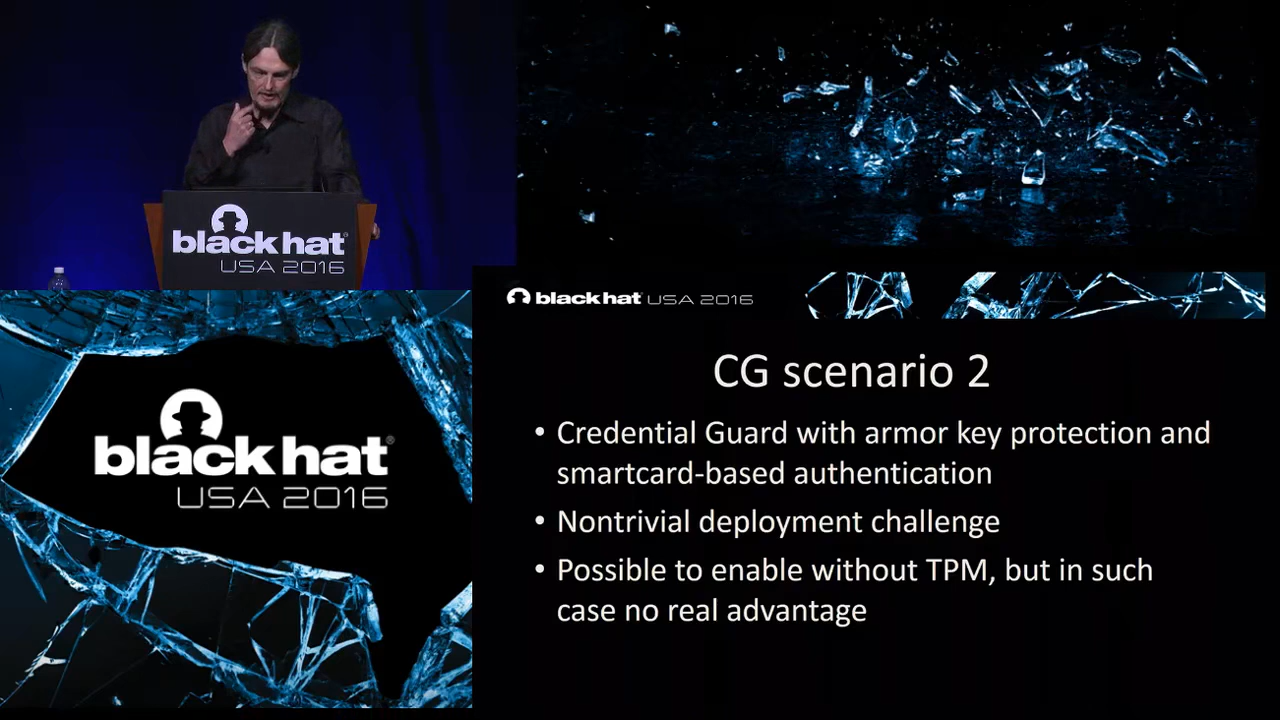 black hat
USA 2016
black hat USA 2016
CG scenario 2
• Credential Guard with armor key protection and
smartcard-based authentication
• Nontrivial deployment challenge
• Possible to enable without TPM, but in such
case no real advantage
black hat®
USA 2016